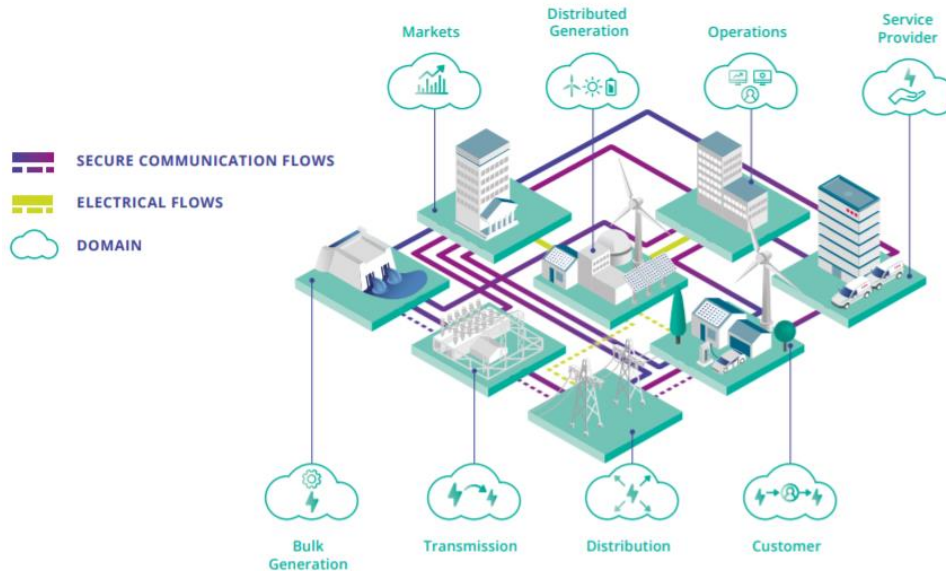 Markets
Distributed
Generation
Operations
Service
Provider
SECURE COMMUNICATION FLOWS
ELECTRICAL FLOWS
DOMAIN
Bulk
Generation
Transmission
Distribution
Customer